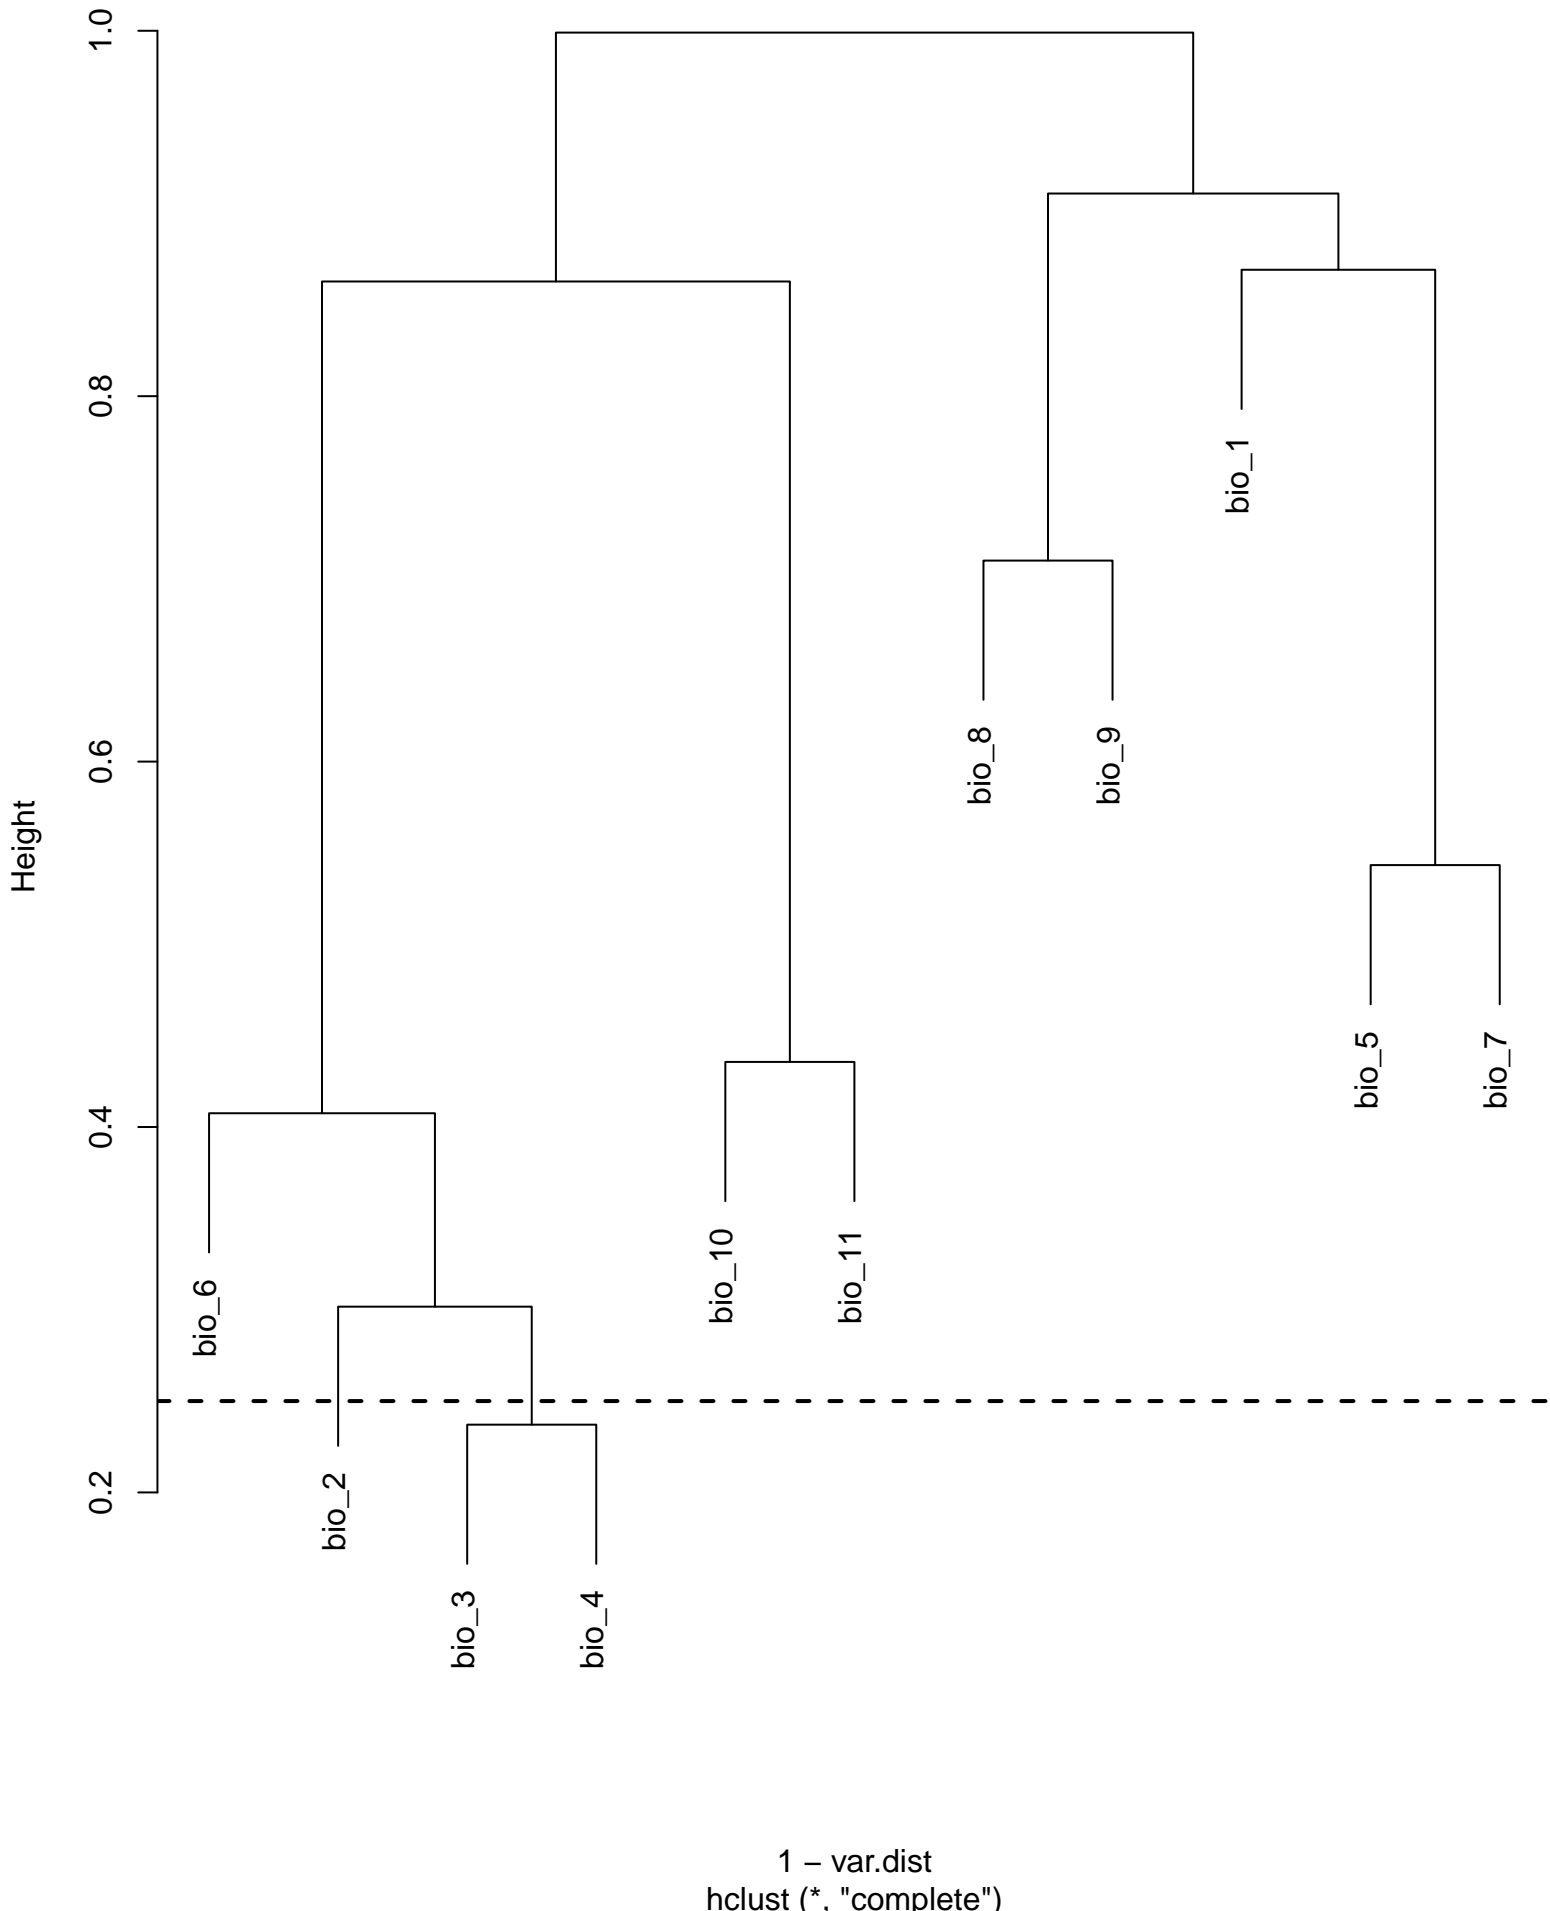 1.0
0.8
0.6
0.4
0.2
Height
bio_1
bio_8
bio_9
bio_5
bio_7
bio_10
bio_11
bio_6
bio_2
bio_3
bio_4
1 – var.dist
hclust (*, "complete")